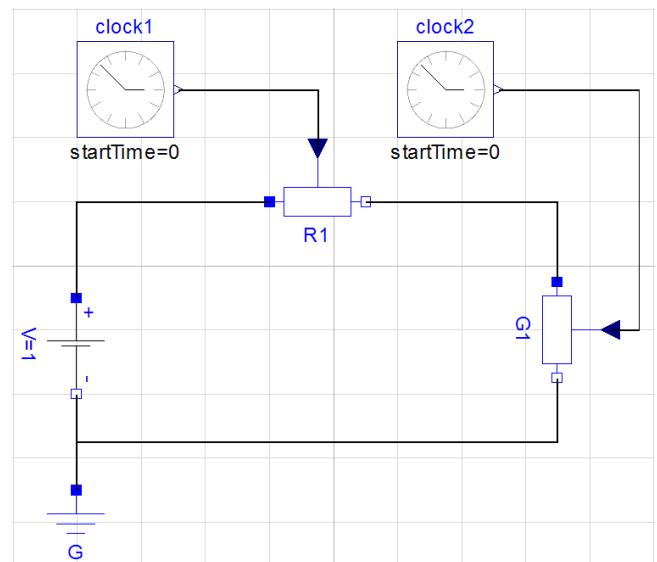 clock1
clock2
startTime=0
startTime=0
R1
+
V=1
-
G1
G